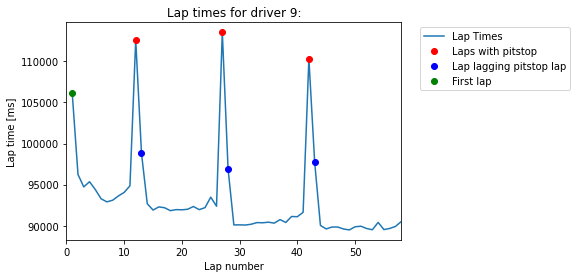 Lap times for driver 9:
Lap Times
Laps with pitstop
Lap lagging pitstop lap
First lap
110000
105000
100000
95000
90000
Lap time [ms]
0 10 20 30 40 50
Lap number